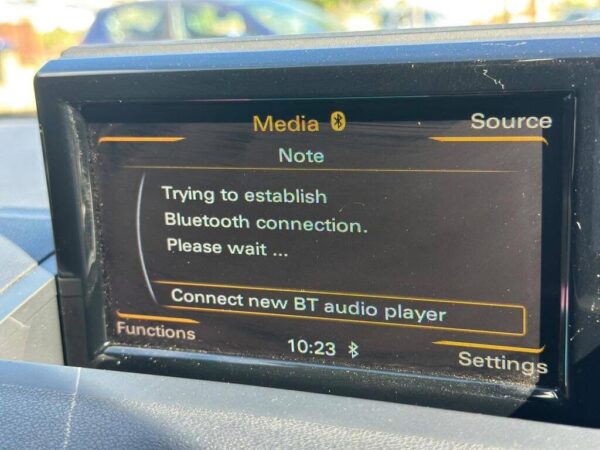 Media
Source
Note
Trying to establish
Bluetooth connection.
Please wait ...
Connect new BT audio player
Functions
10:23
Settings